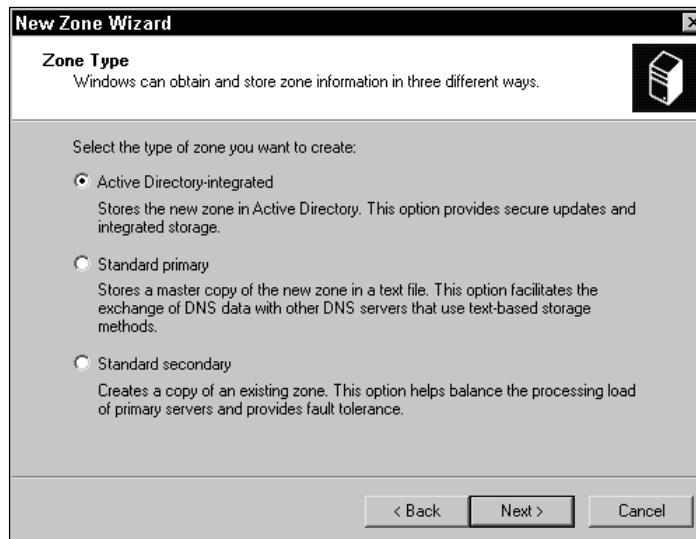 New Zone Wizard
Zone Type
Windows can obtain and store zone information in three different ways.
Select the type of zone you want to create:
Active Directory-integrated
Stores the new zone in Active Directory. This option provides secure updates and
integrated storage.
Standard primary
Stores a master copy of the new zone in a text file. This option facilitates the
exchange of DNS data with other DNS servers that use text-based storage
methods.
Standard secondary
Creates a copy of an existing zone. This option helps balance the processing load
of primary servers and provides fault tolerance.
< Back Next > Cancel